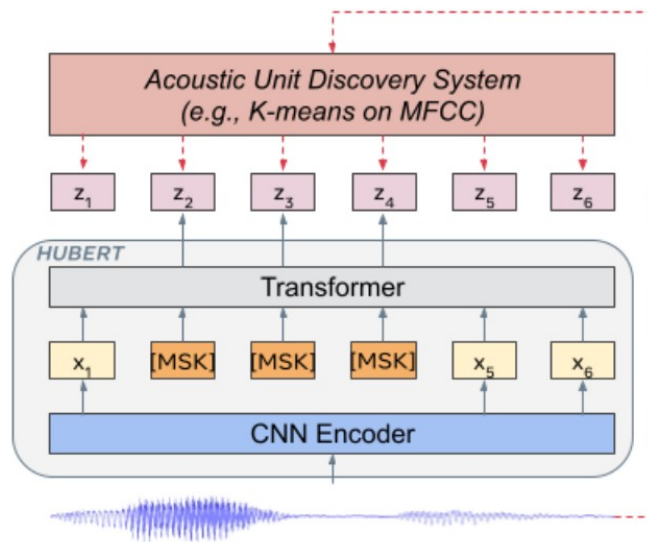 Acoustic Unit Discovery System
(e.g., K-means on MFCC)
z₁ z₂ z₃ z₄ z₅ z₆
HUBERT
Transformer
x₁ [MSK] [MSK] [MSK] x₅ x₆
CNN Encoder